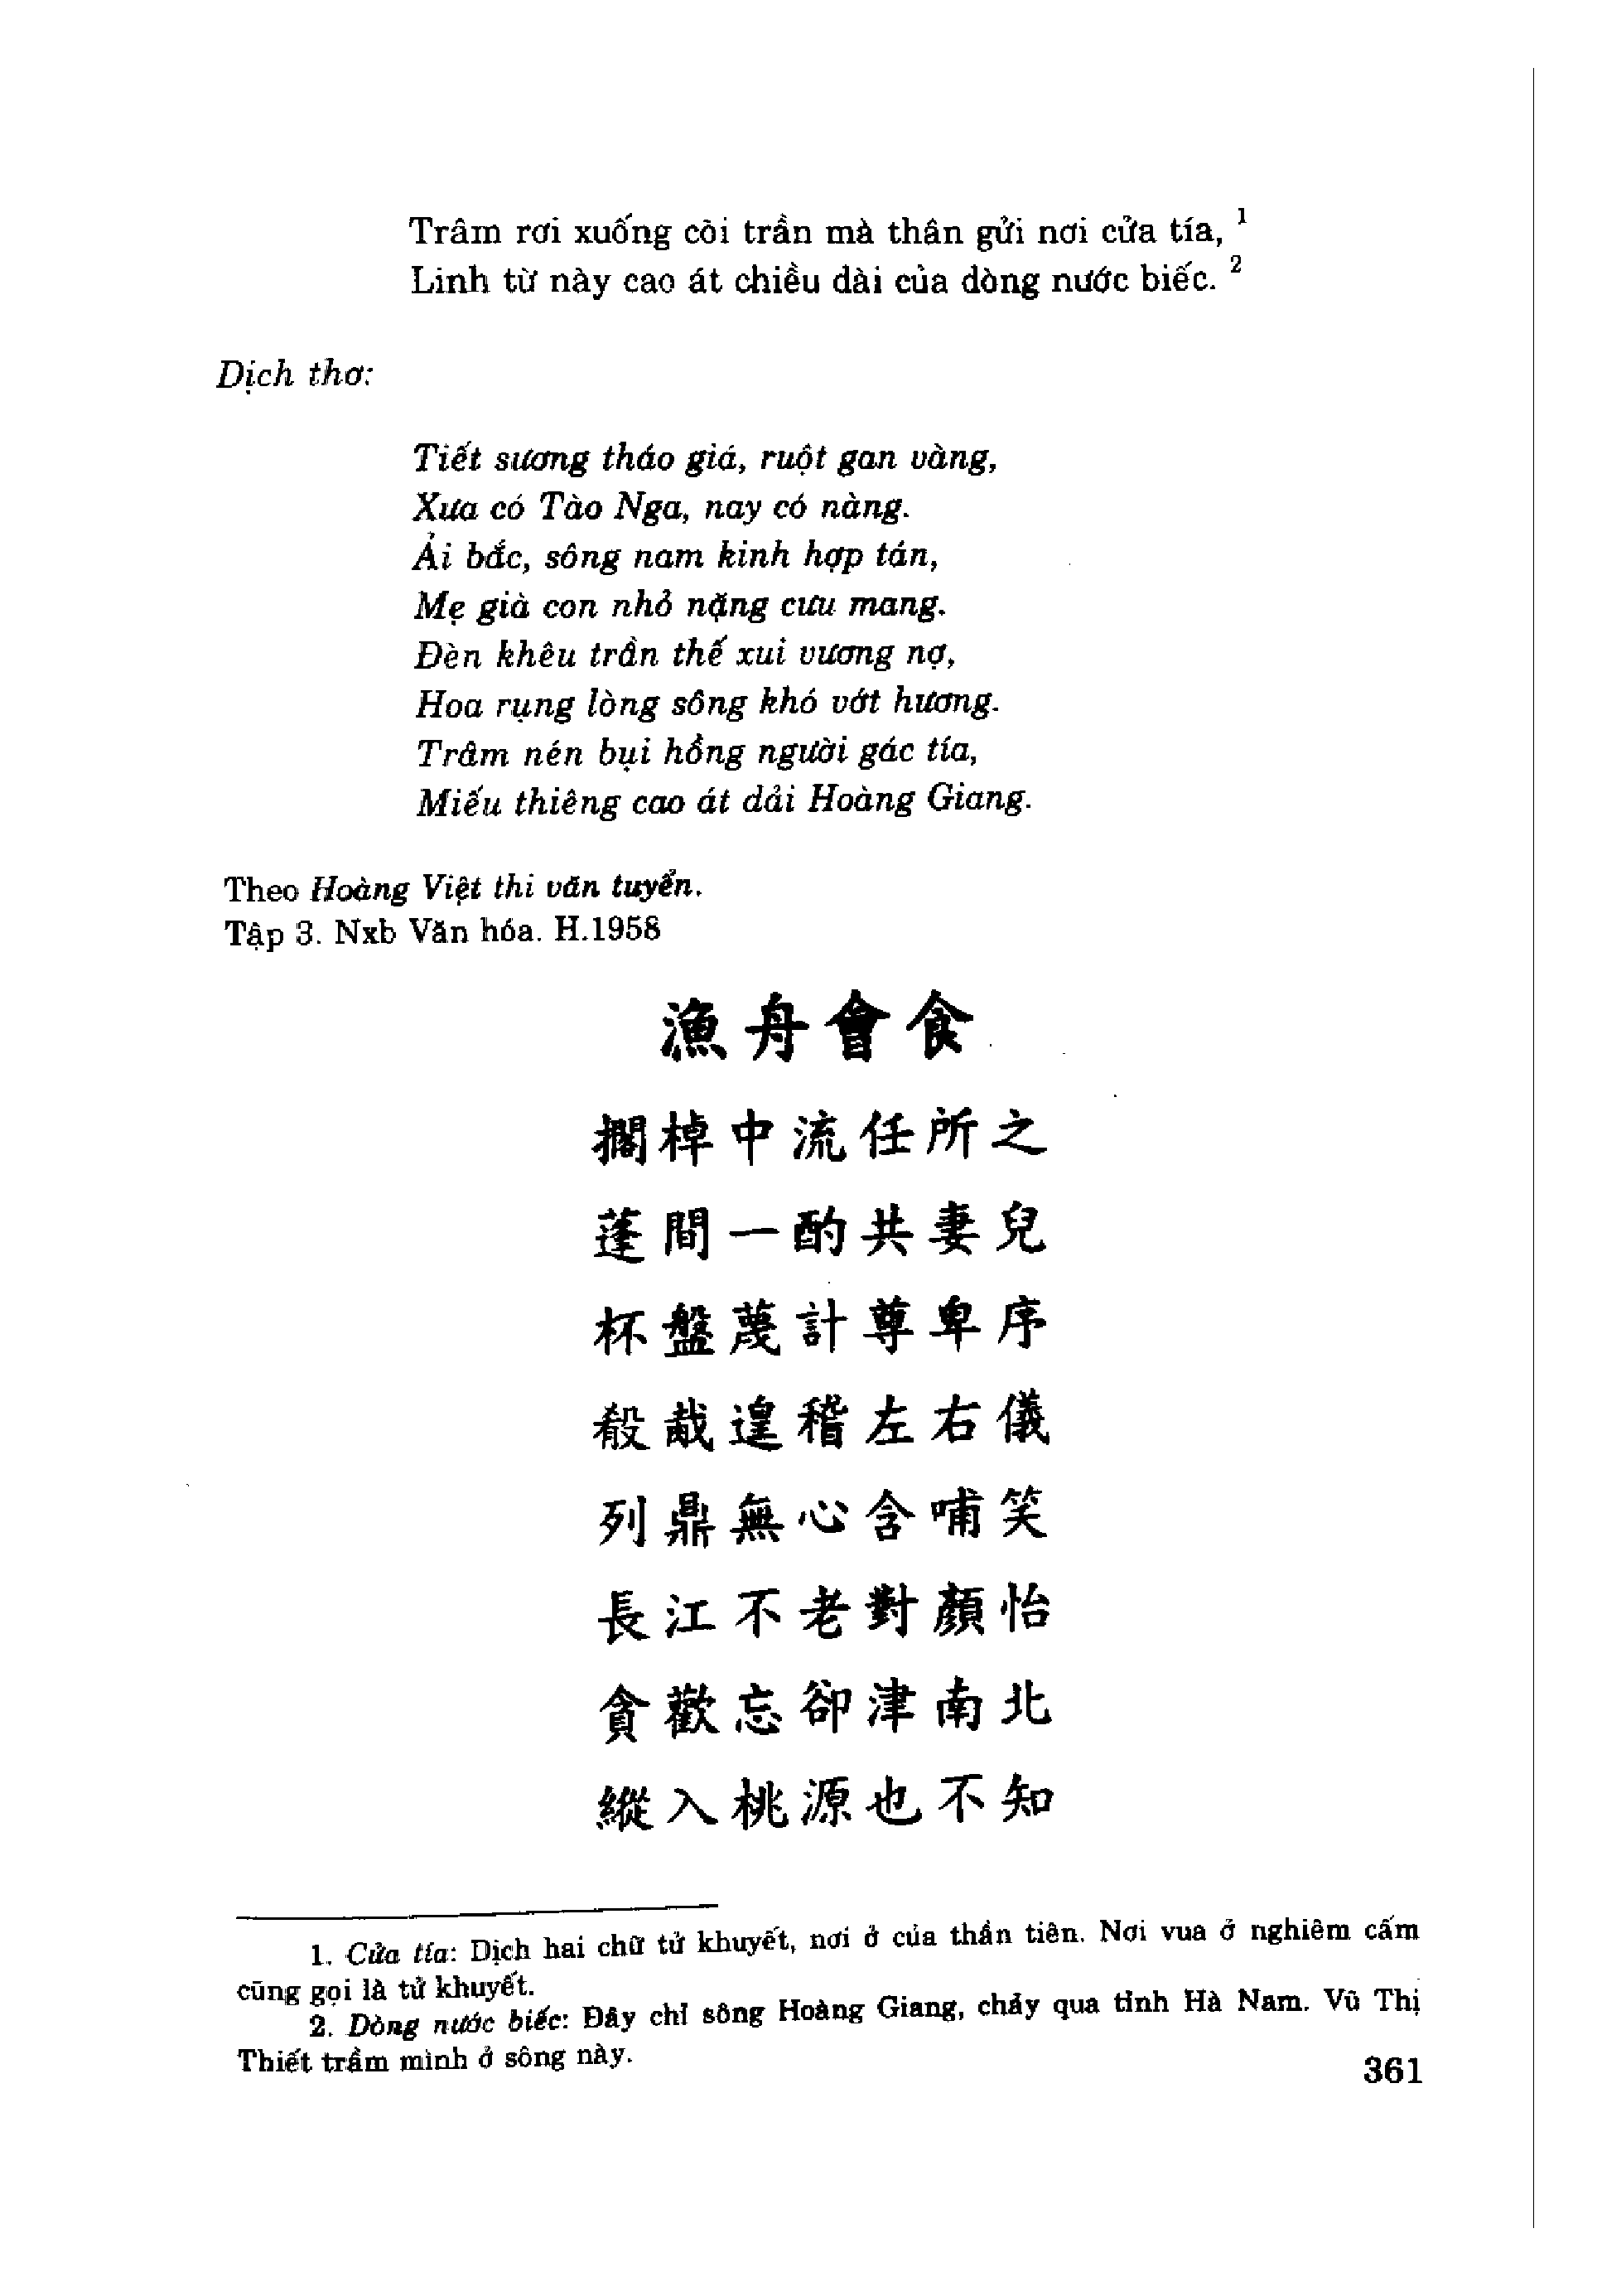 Trâm rơi xuống cõi trần mà thân gửi nơi cửa tía, 1
Linh từ này cao át chiều dài của dòng nước biếc. 2
Dịch thơ:
Tiết sương tháo giá, ruột gan vàng,
Xưa có Tào Nga, nay có nàng.
Ải bắc, sông nam kinh hợp tán,
Mẹ già con nhỏ nặng cưu mang.
Đèn khêu trần thế xui vương nợ,
Hoa rụng lòng sông khó vớt hương.
Trâm nén bụi hồng người gác tía,
Miếu thiêng cao át dải Hoàng Giang.
Theo Hoàng Việt thi văn tuyển.
Tập 3. Nxb Văn hóa. H.1958
漁舟會食
擱棹中流任所之
蓬間一酌共妻兒
杯盤蔑計尊卑序
殽胾遑稽左右儀
列鼎無心含哺笑
長江不老對顏怡
貪歡忘卻津南北
縱入桃源也不知
1. Cửa tía: Dịch hai chữ tử khuyết, nơi ở của thần tiên. Nơi vua ở nghiêm cấm
cũng gọi là tử khuyết.
2. Dòng nước biếc: Đây chỉ sông Hoàng Giang, chảy qua tỉnh Hà Nam. Vũ Thị
Thiết trầm mình ở sông này.
361